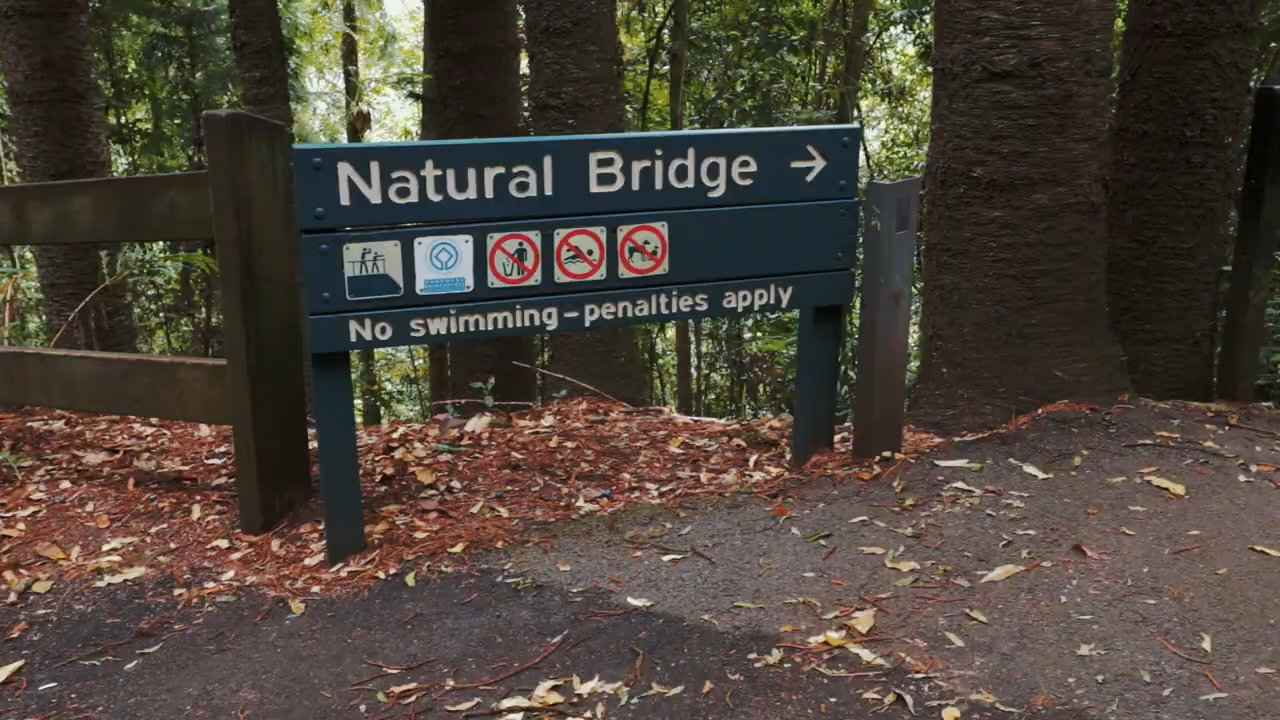 Natural Bridge →
No swimming-penalties apply